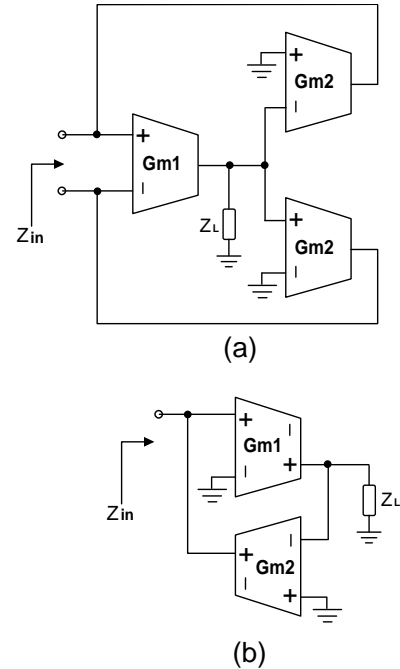 +
Gm2
|
+
Gm1
|
Zin
ZL
+
Gm2
|
(a)
+
|
Gm1
|
+
Zin
ZL
+
|
Gm2
|
+
(b)